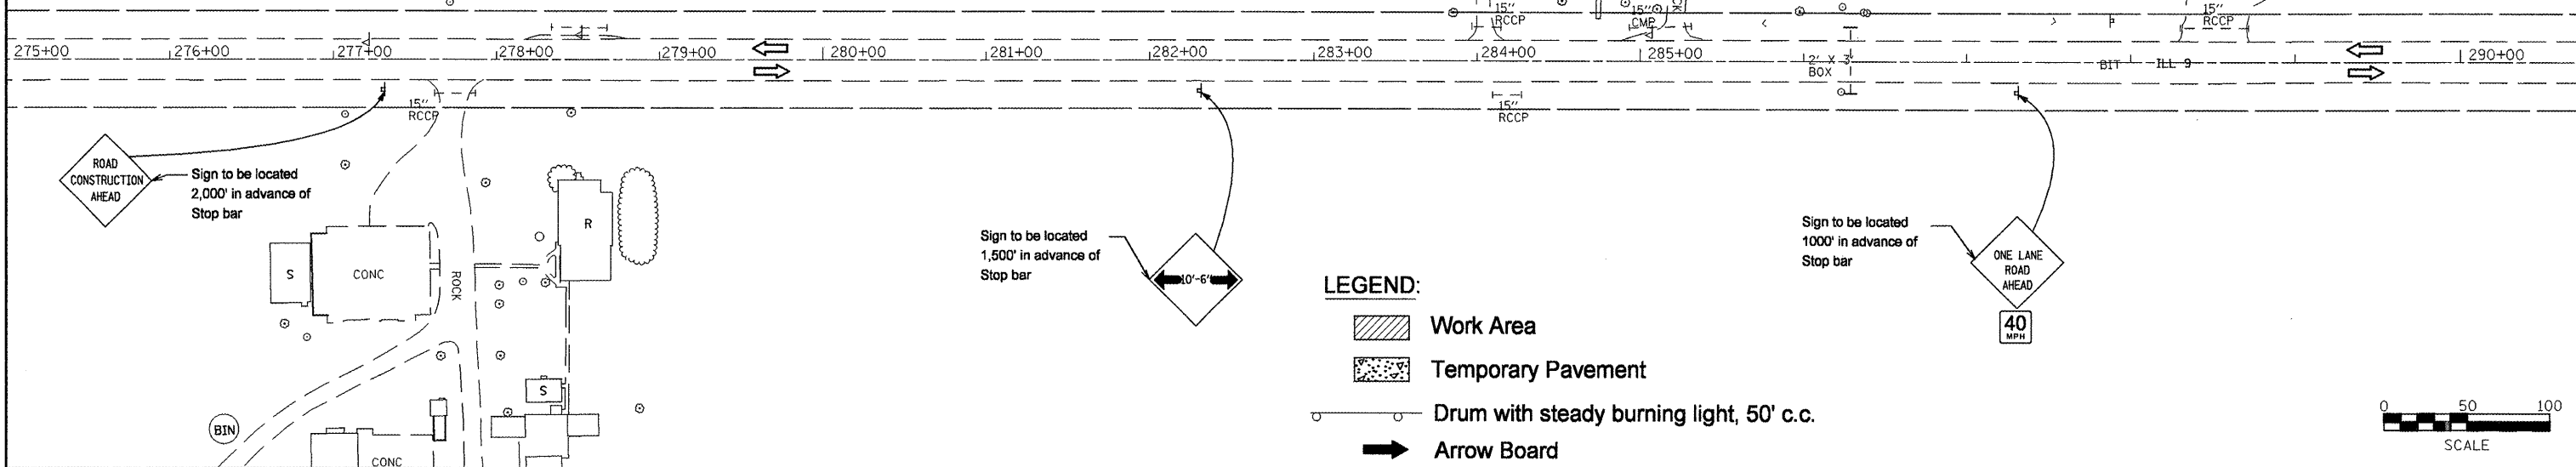 15"
RCCP
15"
CMP
15"
RCCP
275+00
276+00
277+00
278+00
279+00
280+00
281+00
282+00
283+00
284+00
285+00
2' X 3'
BOX
BIT
ILL 9
290+00
15"
RCCP
15"
RCCP
ROAD
CONSTRUCTION
AHEAD
Sign to be located
2,000' in advance of
Stop bar
Sign to be located
1,500' in advance of
Stop bar
10'-6"
Sign to be located
1000' in advance of
Stop bar
ONE LANE
ROAD
AHEAD
40
MPH
R
S
CONC
ROCK
S
BIN
CONC
LEGEND:
Work Area
Temporary Pavement
Drum with steady burning light, 50' c.c.
Arrow Board
0 50 100
SCALE